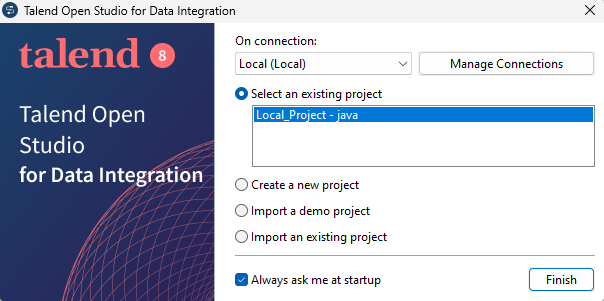 Talend Open Studio for Data Integration
talend 8
Talend Open
Studio
for Data Integration
On connection:
Local (Local)
Manage Connections
Select an existing project
Local_Project - java
Create a new project
Import a demo project
Import an existing project
Always ask me at startup
Finish